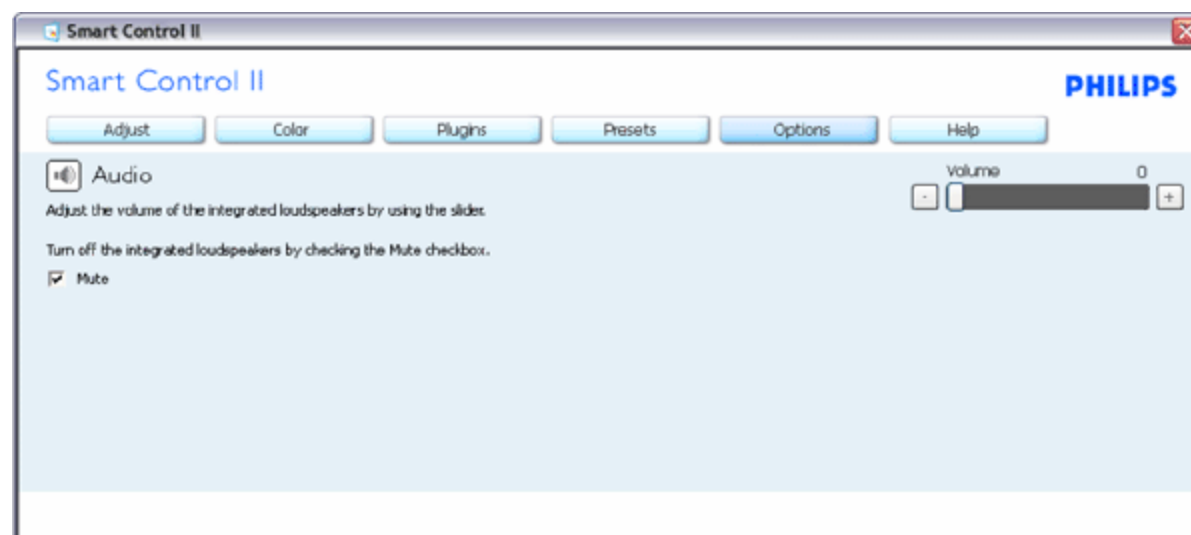 Smart Control II
Smart Control II
PHILIPS
Adjust Color Plugins Presets Options Help
Audio
Volume 0
- +
Adjust the volume of the integrated loudspeakers by using the slider.
Turn off the integrated loudspeakers by checking the Mute checkbox.
Mute